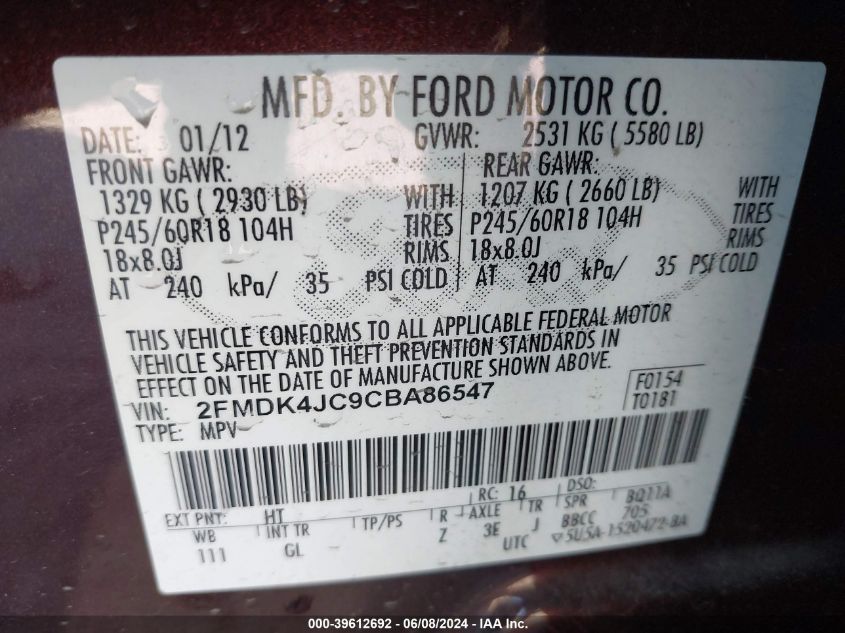 MFD. BY FORD MOTOR CO.
DATE: 01/12 GVWR: 2531 KG ( 5580 LB)
FRONT GAWR: REAR GAWR:
1329 KG ( 2930 LB) WITH 1207 KG ( 2660 LB) WITH
P245/60R18 104H TIRES P245/60R18 104H TIRES
18x8.0J RIMS 18x8.0J RIMS
AT 240 kPa/ 35 PSI COLD AT 240 kPa/ 35 PSI COLD
THIS VEHICLE CONFORMS TO ALL APPLICABLE FEDERAL MOTOR
VEHICLE SAFETY AND THEFT PREVENTION STANDARDS IN
EFFECT ON THE DATE OF MANUFACTURE SHOWN ABOVE.
VIN: 2FMDK4JC9CBA86547 F0154
TYPE: MPV T0181
EXT PNT: HT RC: 16 DSO:
WB INT TR TP/PS R AXLE TR SPR BQ11A
111 GL Z 3E J BBCC 705
UTC ▽5U5A-1520472-BA
000-39612692 - 06/08/2024 - IAA Inc.